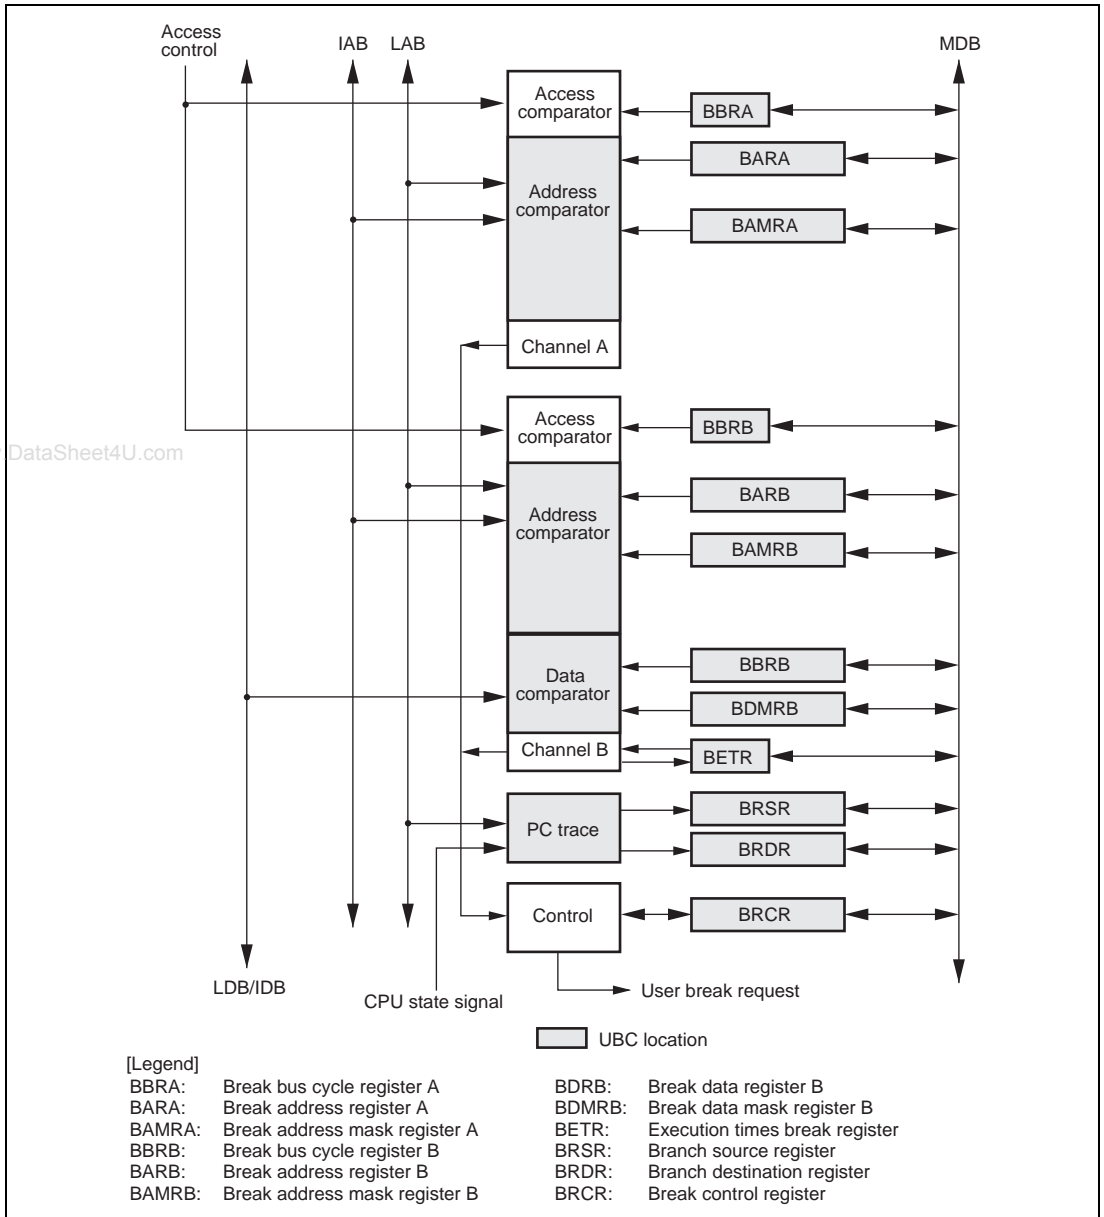 Access
control
IAB
LAB
MDB
Access
comparator
BBRA
BARA
Address
comparator
BAMRA
Channel A
Access
comparator
BBRB
.DataSheet4U.com
BARB
Address
comparator
BAMRB
BBRB
Data
comparator
BDMRB
Channel B
BETR
BRSR
PC trace
BRDR
Control
BRCR
LDB/IDB
CPU state signal
User break request
UBC location
[Legend]
BBRA: Break bus cycle register A
BARA: Break address register A
BAMRA: Break address mask register A
BBRB: Break bus cycle register B
BARB: Break address register B
BAMRB: Break address mask register B
BDRB: Break data register B
BDMRB: Break data mask register B
BETR: Execution times break register
BRSR: Branch source register
BRDR: Branch destination register
BRCR: Break control register